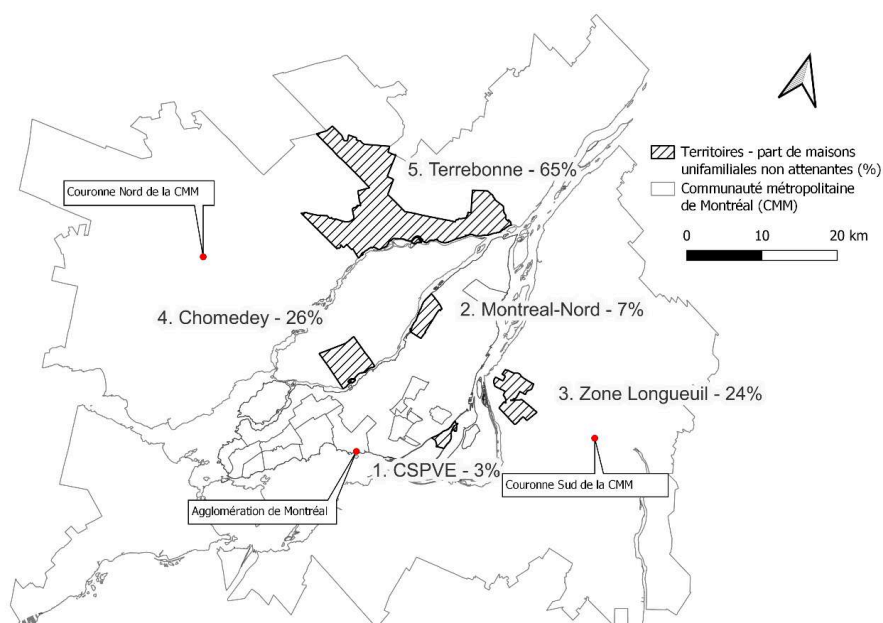 5. Terrebonne - 65%
Territoires - part de maisons
unifamiliales non attenantes (%)
Communauté métropolitaine
de Montréal (CMM)
0 10 20 km
Couronne Nord de la CMM
4. Chomedey - 26%
2. Montreal-Nord - 7%
3. Zone Longueuil - 24%
1. CSPVE - 3%
Couronne Sud de la CMM
Agglomération de Montréal